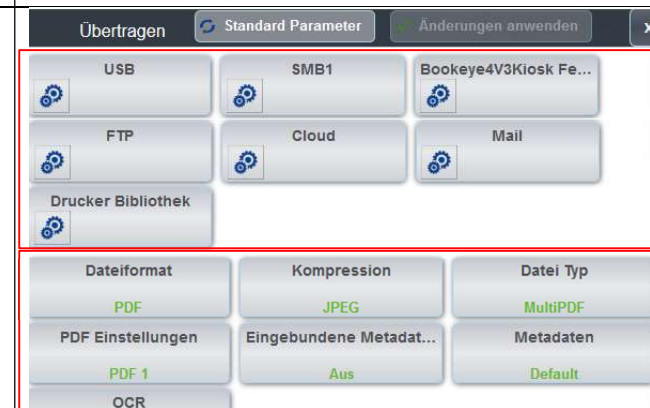 Übertragen Standard Parameter Änderungen anwenden x
USB SMB1 Bookeye4V3Kiosk Fe...
FTP Cloud Mail
Drucker Bibliothek
Dateiformat Kompression Datei Typ
PDF JPEG MultiPDF
PDF Einstellungen Eingebundene Metadat... Metadaten
PDF 1 Aus Default
OCR